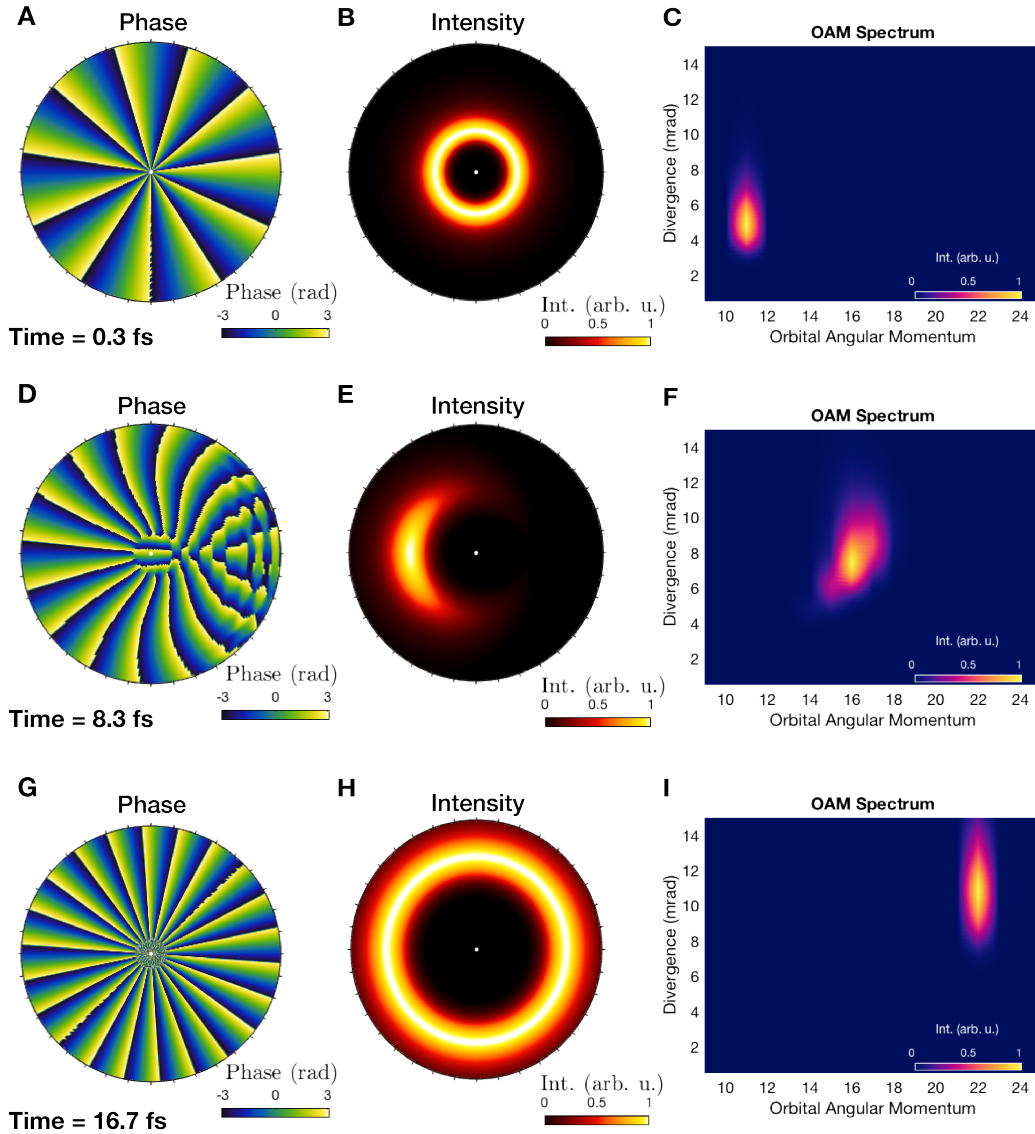 A
Phase
Phase (rad)
-3 0 3
Time = 0.3 fs
B
Intensity
Int. (arb. u.)
0 0.5 1
C
OAM Spectrum
Divergence (mrad)
14
12
10
8
6
4
2
Int. (arb. u.)
0 0.5 1
10 12 14 16 18 20 22 24
Orbital Angular Momentum
D
Phase
Phase (rad)
-3 0 3
Time = 8.3 fs
E
Intensity
Int. (arb. u.)
0 0.5 1
F
OAM Spectrum
Divergence (mrad)
14
12
10
8
6
4
2
Int. (arb. u.)
0 0.5 1
10 12 14 16 18 20 22 24
Orbital Angular Momentum
G
Phase
Phase (rad)
-3 0 3
Time = 16.7 fs
H
Intensity
Int. (arb. u.)
0 0.5 1
I
OAM Spectrum
Divergence (mrad)
14
12
10
8
6
4
2
Int. (arb. u.)
0 0.5 1
10 12 14 16 18 20 22 24
Orbital Angular Momentum